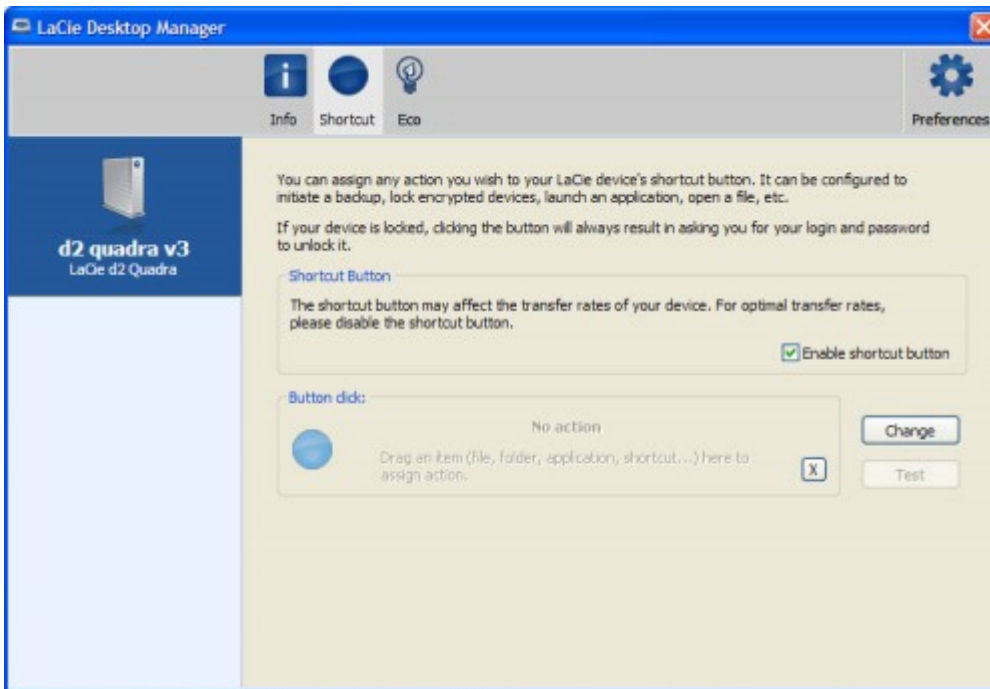 LaCie Desktop Manager
Info
Shortcut
Eco
Preferences
d2 quadra v3
LaCie d2 Quadra
You can assign any action you wish to your LaCie device's shortcut button. It can be configured to
initiate a backup, lock encrypted devices, launch an application, open a file, etc.
If your device is locked, clicking the button will always result in asking you for your login and password
to unlock it.
Shortcut Button
The shortcut button may affect the transfer rates of your device. For optimal transfer rates,
please disable the shortcut button.
Enable shortcut button
Button click:
No action
Drag an item (file, folder, application, shortcut...) here to
assign action.
X
Change
Test